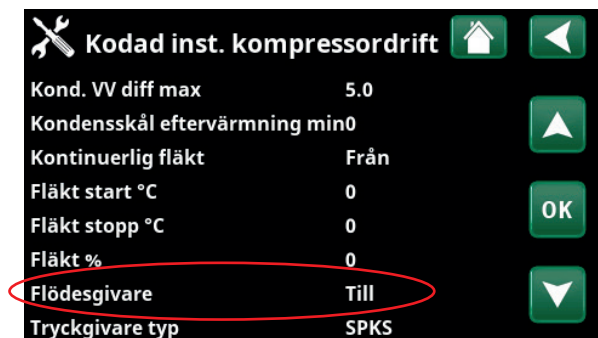 Kodad inst. kompressordrift
Kond. VV diff max 5.0
Kondensskål eftervärmning min0
Kontinuerlig fläkt Från
Fläkt start °C 0
Fläkt stopp °C 0
OK
Fläkt % 0
Flödesgivare Till
Tryckgivare typ SPKS